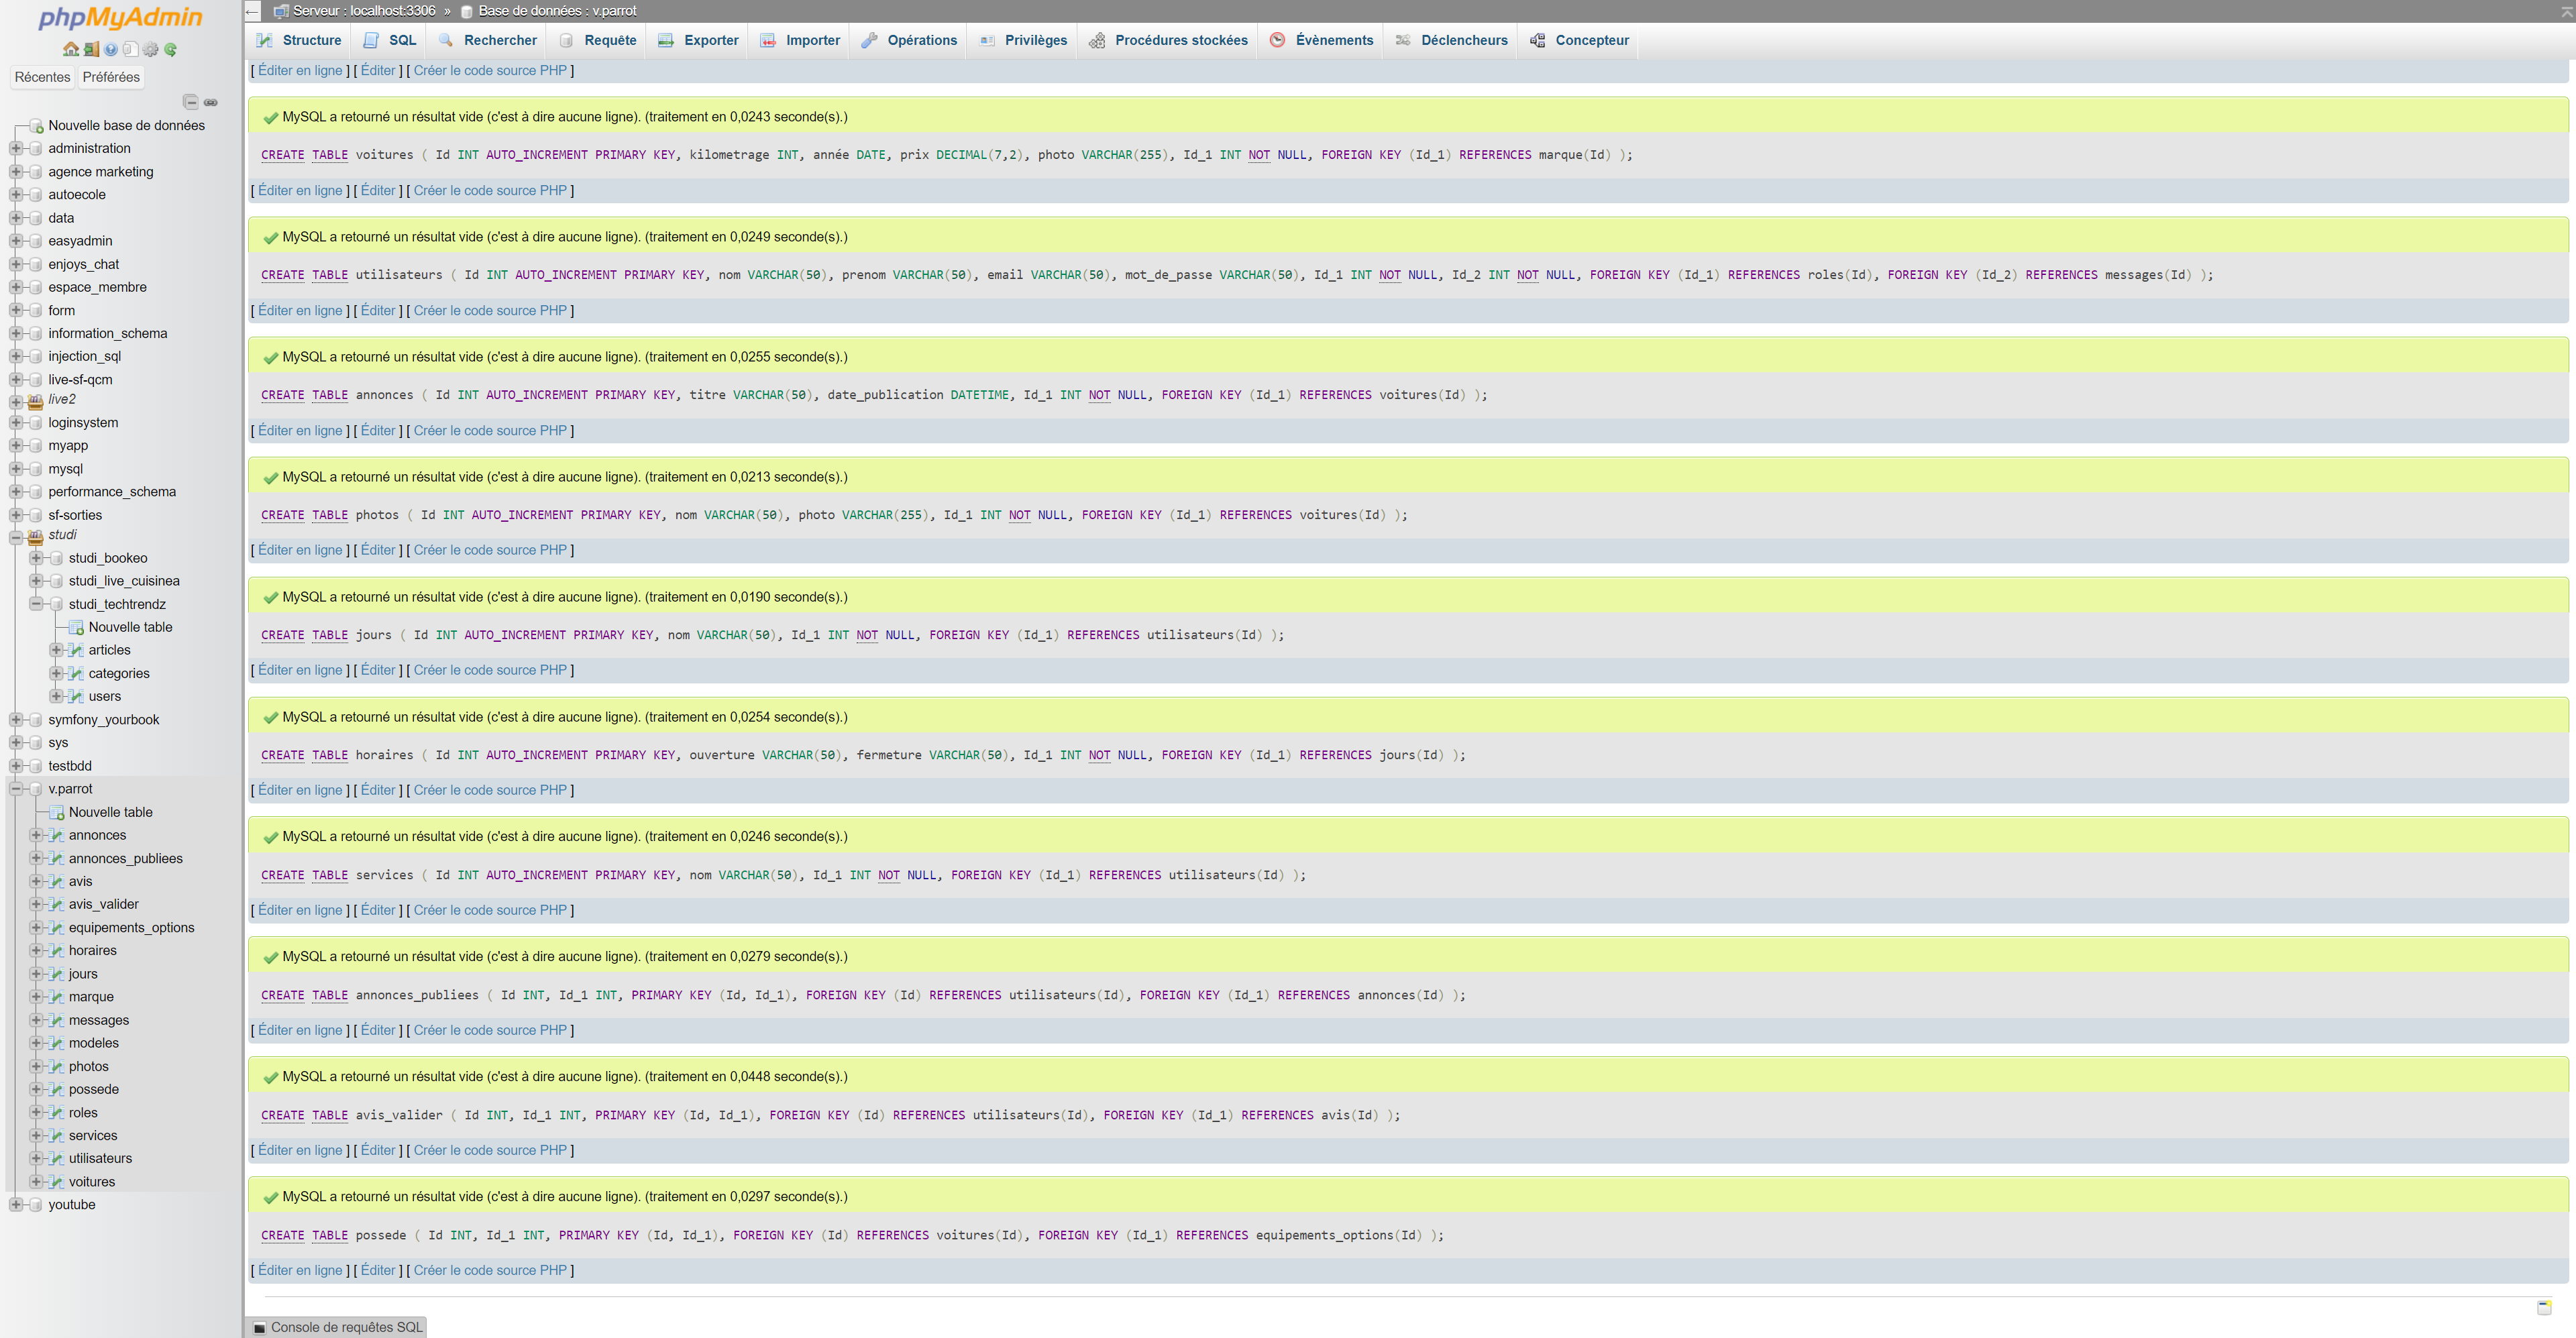 phpMyAdmin
Récentes Préférées
Nouvelle base de données
administration
agence marketing
autoecole
data
easyadmin
enjoys_chat
espace_membre
form
information_schema
injection_sql
live-sf-qcm
live2
loginsystem
myapp
mysql
performance_schema
sf-sorties
studi
studi_bookeo
studi_live_cuisinea
studi_techtrendz
Nouvelle table
articles
categories
users
symfony_yourbook
sys
testbdd
v.parrot
Nouvelle table
annonces
annonces_publiees
avis
avis_valider
equipements_options
horaires
jours
marque
messages
modeles
photos
possede
roles
services
utilisateurs
voitures
youtube
Serveur : localhost:3306 » Base de données : v.parrot
Structure SQL Rechercher Requête Exporter Importer Opérations Privilèges Procédures stockées Évènements Déclencheurs Concepteur
[ Éditer en ligne ] [ Éditer ] [ Créer le code source PHP ]
MySQL a retourné un résultat vide (c'est à dire aucune ligne). (traitement en 0,0243 seconde(s).)
CREATE TABLE voitures ( Id INT AUTO_INCREMENT PRIMARY KEY, kilometrage INT, année DATE, prix DECIMAL(7,2), photo VARCHAR(255), Id_1 INT NOT NULL, FOREIGN KEY (Id_1) REFERENCES marque(Id) );
[ Éditer en ligne ] [ Éditer ] [ Créer le code source PHP ]
MySQL a retourné un résultat vide (c'est à dire aucune ligne). (traitement en 0,0249 seconde(s).)
CREATE TABLE utilisateurs ( Id INT AUTO_INCREMENT PRIMARY KEY, nom VARCHAR(50), prenom VARCHAR(50), email VARCHAR(50), mot_de_passe VARCHAR(50), Id_1 INT NOT NULL, Id_2 INT NOT NULL, FOREIGN KEY (Id_1) REFERENCES roles(Id), FOREIGN KEY (Id_2) REFERENCES messages(Id) );
[ Éditer en ligne ] [ Éditer ] [ Créer le code source PHP ]
MySQL a retourné un résultat vide (c'est à dire aucune ligne). (traitement en 0,0255 seconde(s).)
CREATE TABLE annonces ( Id INT AUTO_INCREMENT PRIMARY KEY, titre VARCHAR(50), date_publication DATETIME, Id_1 INT NOT NULL, FOREIGN KEY (Id_1) REFERENCES voitures(Id) );
[ Éditer en ligne ] [ Éditer ] [ Créer le code source PHP ]
MySQL a retourné un résultat vide (c'est à dire aucune ligne). (traitement en 0,0213 seconde(s).)
CREATE TABLE photos ( Id INT AUTO_INCREMENT PRIMARY KEY, nom VARCHAR(50), photo VARCHAR(255), Id_1 INT NOT NULL, FOREIGN KEY (Id_1) REFERENCES voitures(Id) );
[ Éditer en ligne ] [ Éditer ] [ Créer le code source PHP ]
MySQL a retourné un résultat vide (c'est à dire aucune ligne). (traitement en 0,0190 seconde(s).)
CREATE TABLE jours ( Id INT AUTO_INCREMENT PRIMARY KEY, nom VARCHAR(50), Id_1 INT NOT NULL, FOREIGN KEY (Id_1) REFERENCES utilisateurs(Id) );
[ Éditer en ligne ] [ Éditer ] [ Créer le code source PHP ]
MySQL a retourné un résultat vide (c'est à dire aucune ligne). (traitement en 0,0254 seconde(s).)
CREATE TABLE horaires ( Id INT AUTO_INCREMENT PRIMARY KEY, ouverture VARCHAR(50), fermeture VARCHAR(50), Id_1 INT NOT NULL, FOREIGN KEY (Id_1) REFERENCES jours(Id) );
[ Éditer en ligne ] [ Éditer ] [ Créer le code source PHP ]
MySQL a retourné un résultat vide (c'est à dire aucune ligne). (traitement en 0,0246 seconde(s).)
CREATE TABLE services ( Id INT AUTO_INCREMENT PRIMARY KEY, nom VARCHAR(50), Id_1 INT NOT NULL, FOREIGN KEY (Id_1) REFERENCES utilisateurs(Id) );
[ Éditer en ligne ] [ Éditer ] [ Créer le code source PHP ]
MySQL a retourné un résultat vide (c'est à dire aucune ligne). (traitement en 0,0279 seconde(s).)
CREATE TABLE annonces_publiees ( Id INT, Id_1 INT, PRIMARY KEY (Id, Id_1), FOREIGN KEY (Id) REFERENCES utilisateurs(Id), FOREIGN KEY (Id_1) REFERENCES annonces(Id) );
[ Éditer en ligne ] [ Éditer ] [ Créer le code source PHP ]
MySQL a retourné un résultat vide (c'est à dire aucune ligne). (traitement en 0,0448 seconde(s).)
CREATE TABLE avis_valider ( Id INT, Id_1 INT, PRIMARY KEY (Id, Id_1), FOREIGN KEY (Id) REFERENCES utilisateurs(Id), FOREIGN KEY (Id_1) REFERENCES avis(Id) );
[ Éditer en ligne ] [ Éditer ] [ Créer le code source PHP ]
MySQL a retourné un résultat vide (c'est à dire aucune ligne). (traitement en 0,0297 seconde(s).)
CREATE TABLE possede ( Id INT, Id_1 INT, PRIMARY KEY (Id, Id_1), FOREIGN KEY (Id) REFERENCES voitures(Id), FOREIGN KEY (Id_1) REFERENCES equipements_options(Id) );
[ Éditer en ligne ] [ Éditer ] [ Créer le code source PHP ]
Console de requêtes SQL